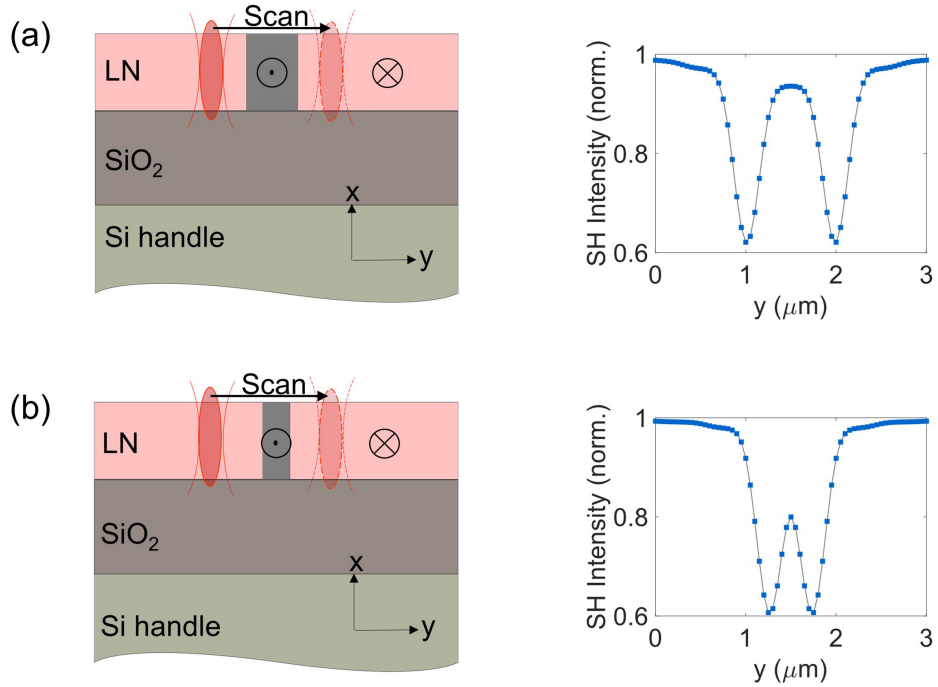 (a)
Scan
LN
SiO₂
x
Si handle
y
1
0.8
0.6
SH Intensity (norm.)
0
1
2
3
y (μm)
(b)
Scan
LN
SiO₂
x
Si handle
y
1
0.8
0.6
SH Intensity (norm.)
0
1
2
3
y (μm)